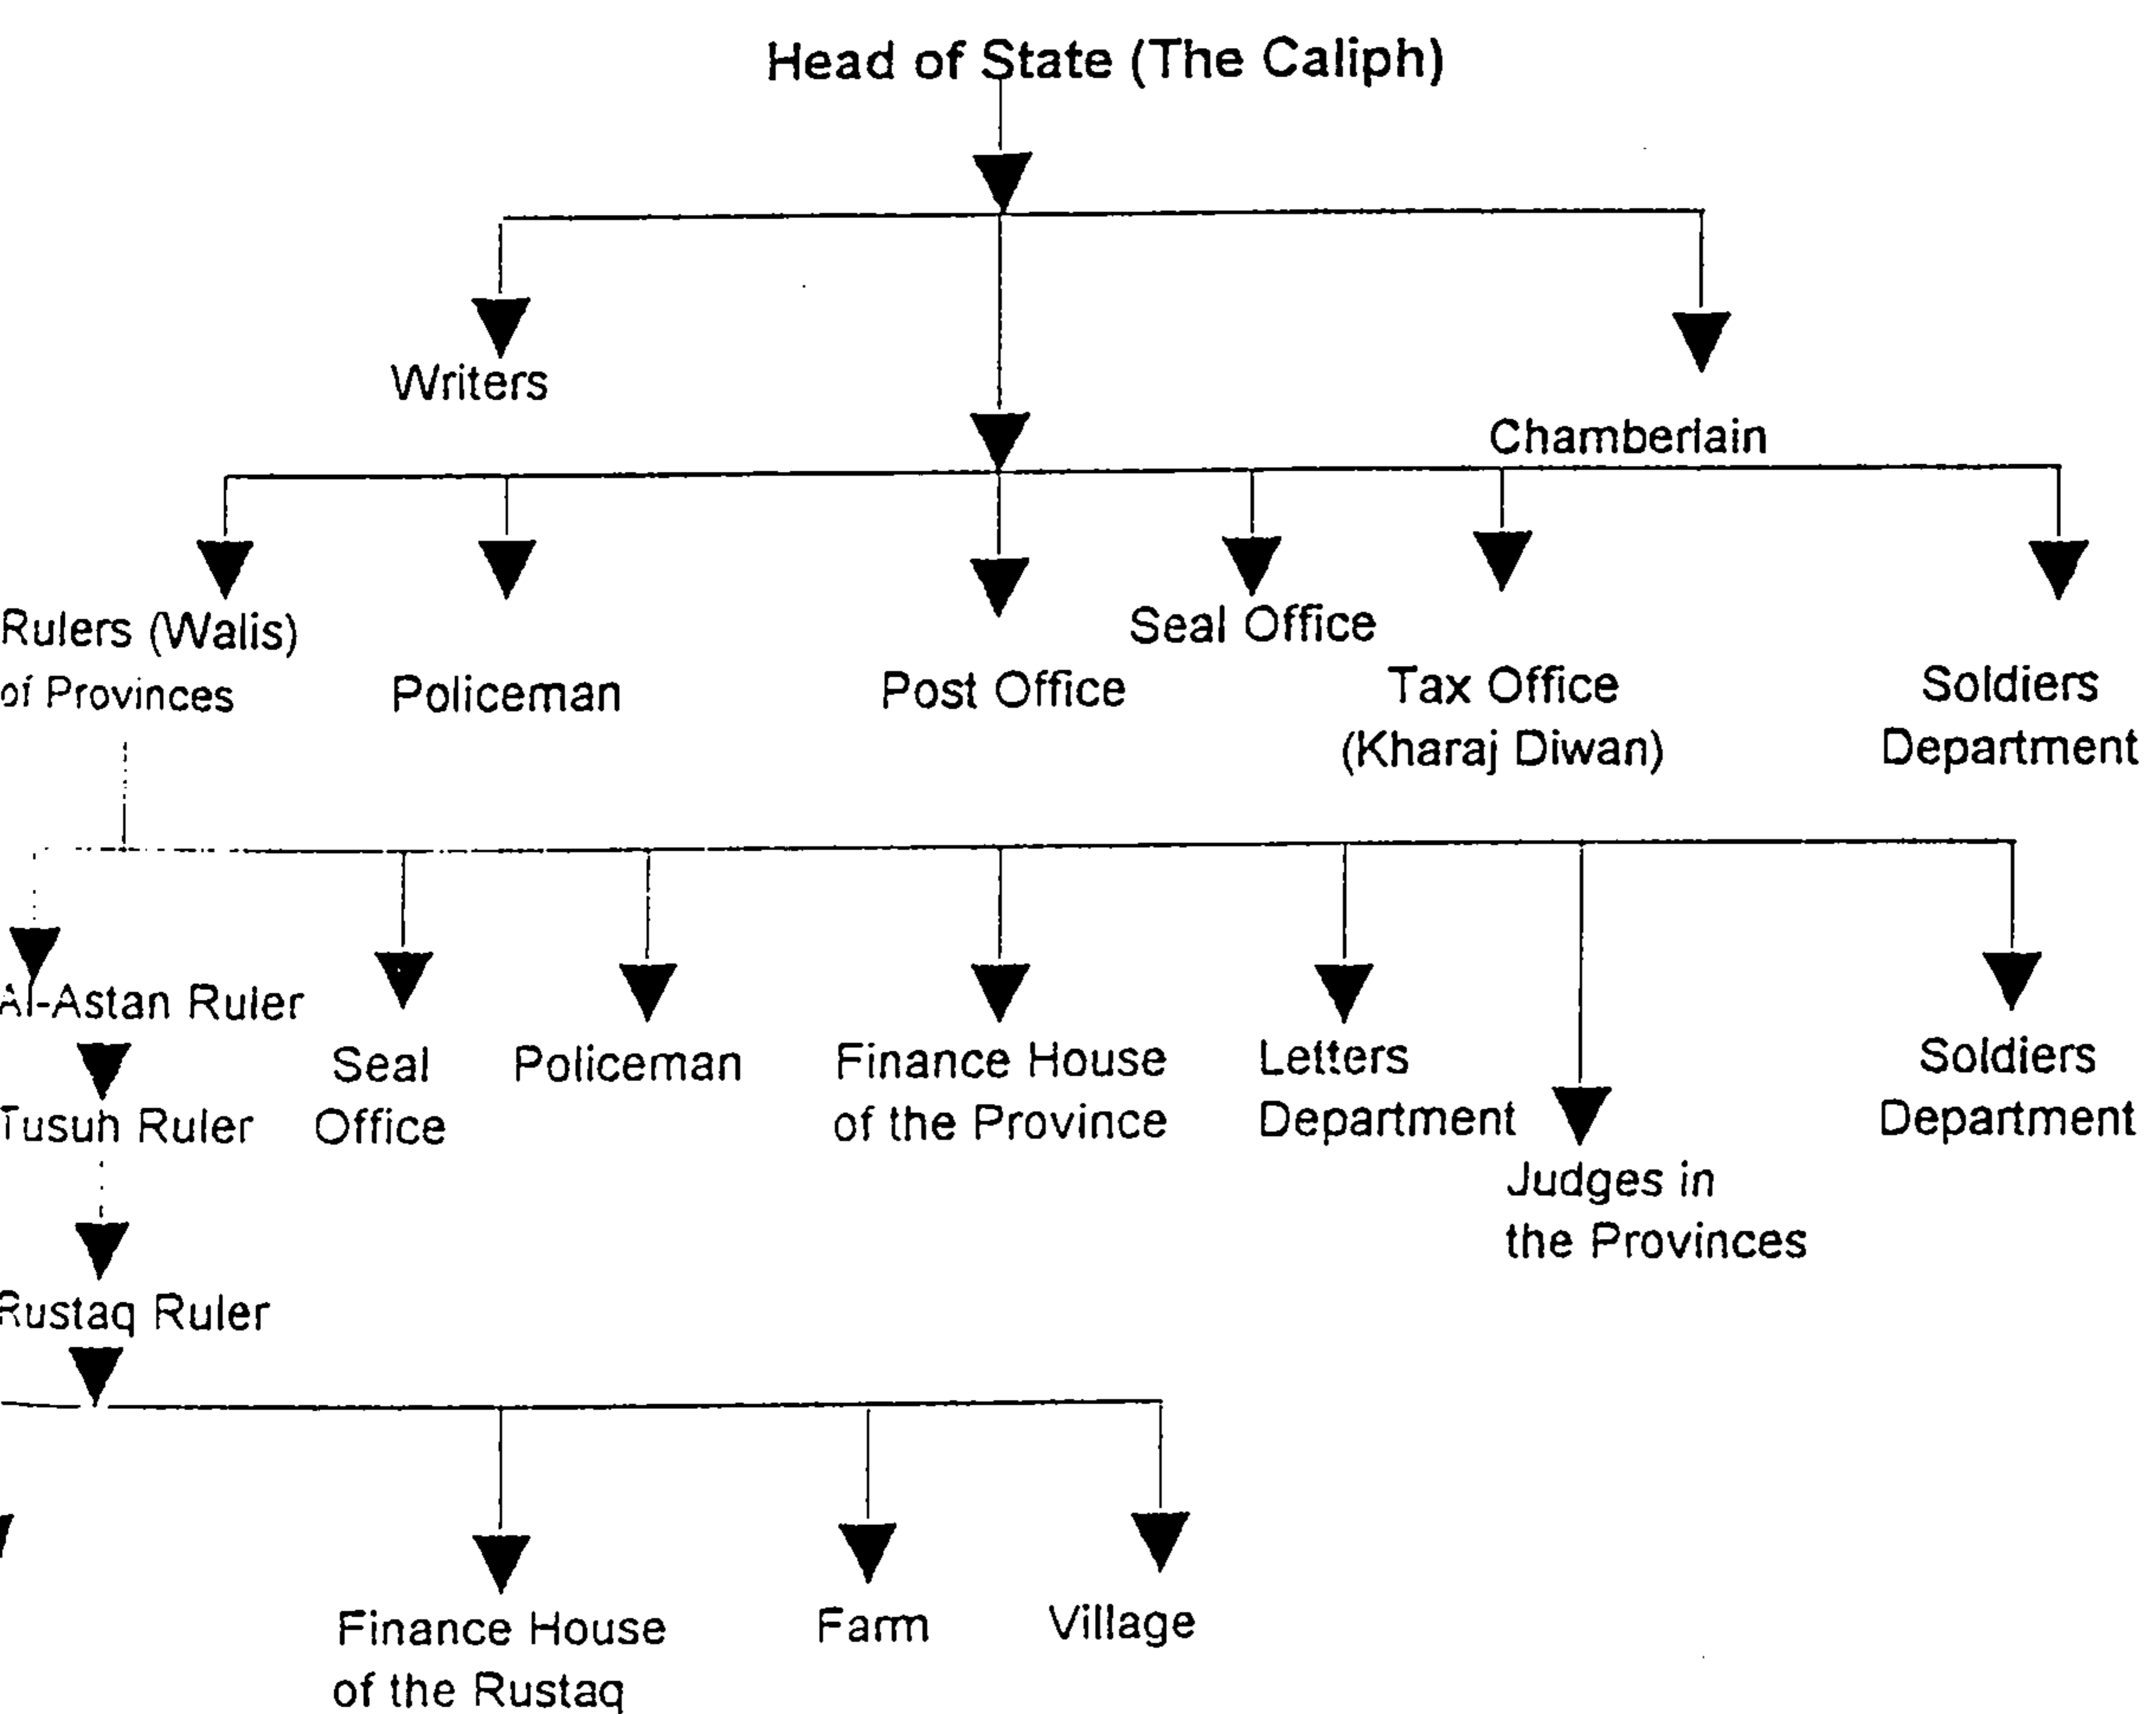 Head of State (The Caliph)
Writers
Chamberlain
Rulers (Walis)
of Provinces
Policeman
Post Office
Seal Office
Tax Office
(Kharaj Diwan)
Soldiers
Department
Al-Astan Ruler
Tusuh Ruler
Rustaq Ruler
Seal
Office
Policeman
Finance House
of the Province
Letters
Department
Judges in
the Provinces
Soldiers
Department
Finance House
of the Rustaq
Farm
Village